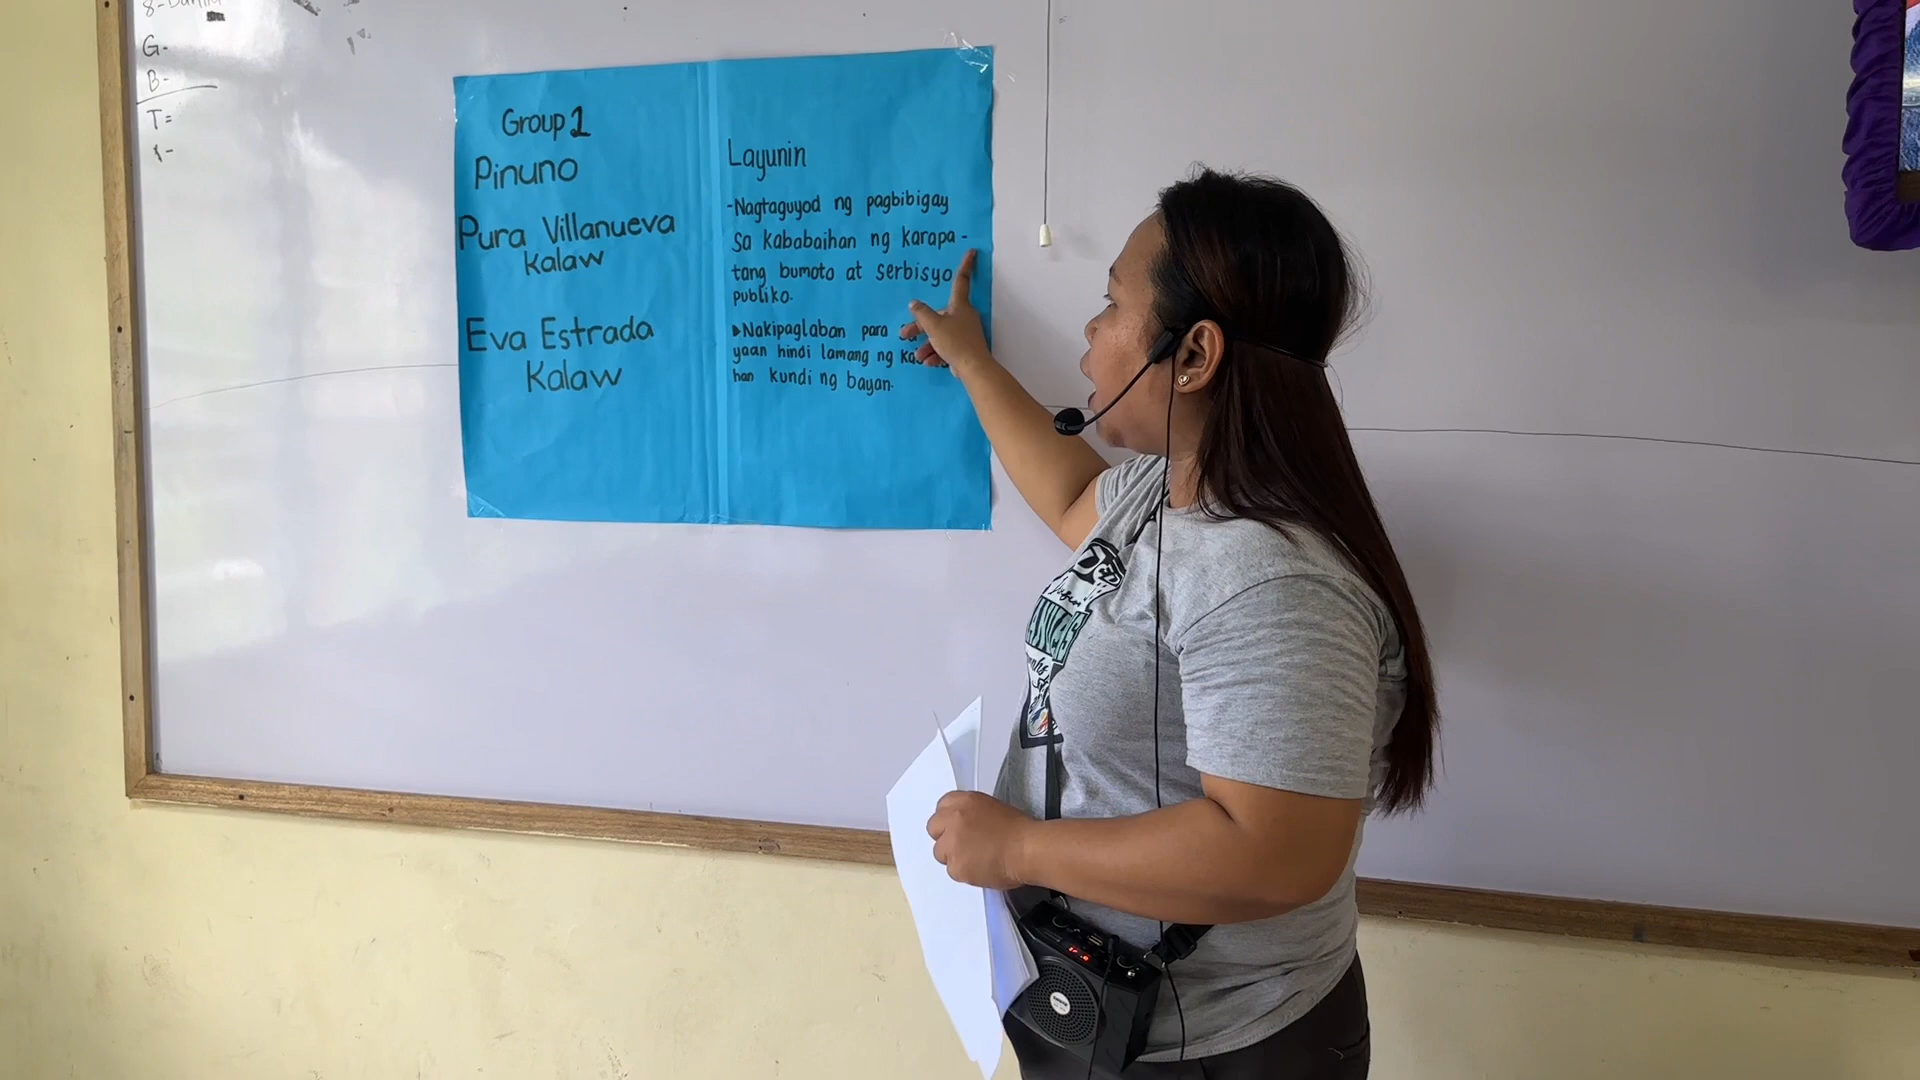 G-
B-
T=
Group 1
Pinuno
Pura Villanueva
Kalaw
Eva Estrada
Kalaw
Layunin
-Nagtaguyod ng pagbibigay
sa kababaihan ng karapa-
tang bumoto at serbisyo
publiko.
▶Nakipaglaban para
yaan hindi lamang ng
han kundi ng bayan.